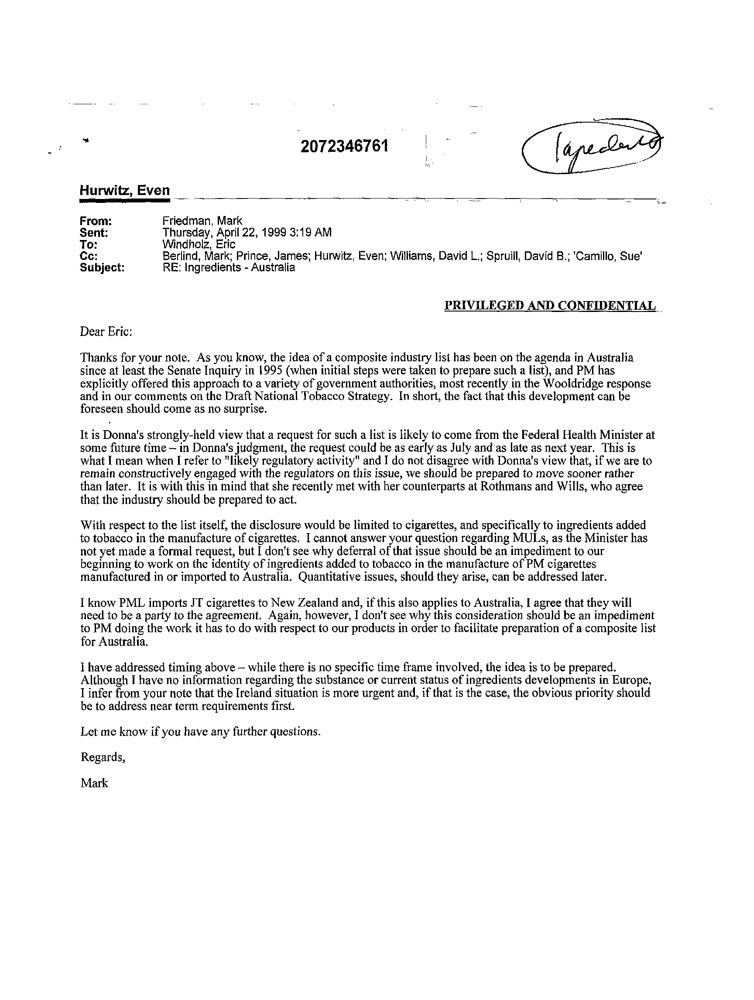 2072346761
Hurwitz, Even
From: Friedman, Mark
Sent: Thursday, April 22, 1999 3:19 AM
To: Windholz, Eric
Cc: Berlind, Mark; Prince, James; Hurwitz, Even; Williams, David L.; Spruill, David B.; 'Camillo, Sue'
Subject: RE: Ingredients - Australia
PRIVILEGED AND CONFIDENTIAL
Dear Eric:
Thanks for your note. As you know, the idea of a composite industry list has been on the agenda in Australia
since at least the Senate Inquiry in 1995 (when initial steps were taken to prepare such a list), and PM has
explicitly offered this approach to a variety of government authorities, most recently in the Wooldridge response
and in our comments on the Draft National Tobacco Strategy. In short, the fact that this development can be
foreseen should come as no surprise.
It is Donna's strongly-held view that a request for such a list is likely to come from the Federal Health Minister at
some future time – in Donna's judgment, the request could be as early as July and as late as next year. This is
what I mean when I refer to "likely regulatory activity" and I do not disagree with Donna's view that, if we are to
remain constructively engaged with the regulators on this issue, we should be prepared to move sooner rather
than later. It is with this in mind that she recently met with her counterparts at Rothmans and Wills, who agree
that the industry should be prepared to act.
With respect to the list itself, the disclosure would be limited to cigarettes, and specifically to ingredients added
to tobacco in the manufacture of cigarettes. I cannot answer your question regarding MULs, as the Minister has
not yet made a formal request, but I don't see why deferral of that issue should be an impediment to our
beginning to work on the identity of ingredients added to tobacco in the manufacture of PM cigarettes
manufactured in or imported to Australia. Quantitative issues, should they arise, can be addressed later.
I know PML imports JT cigarettes to New Zealand and, if this also applies to Australia, I agree that they will
need to be a party to the agreement. Again, however, I don't see why this consideration should be an impediment
to PM doing the work it has to do with respect to our products in order to facilitate preparation of a composite list
for Australia.
I have addressed timing above – while there is no specific time frame involved, the idea is to be prepared.
Although I have no information regarding the substance or current status of ingredients developments in Europe,
I infer from your note that the Ireland situation is more urgent and, if that is the case, the obvious priority should
be to address near term requirements first.
Let me know if you have any further questions.
Regards,
Mark